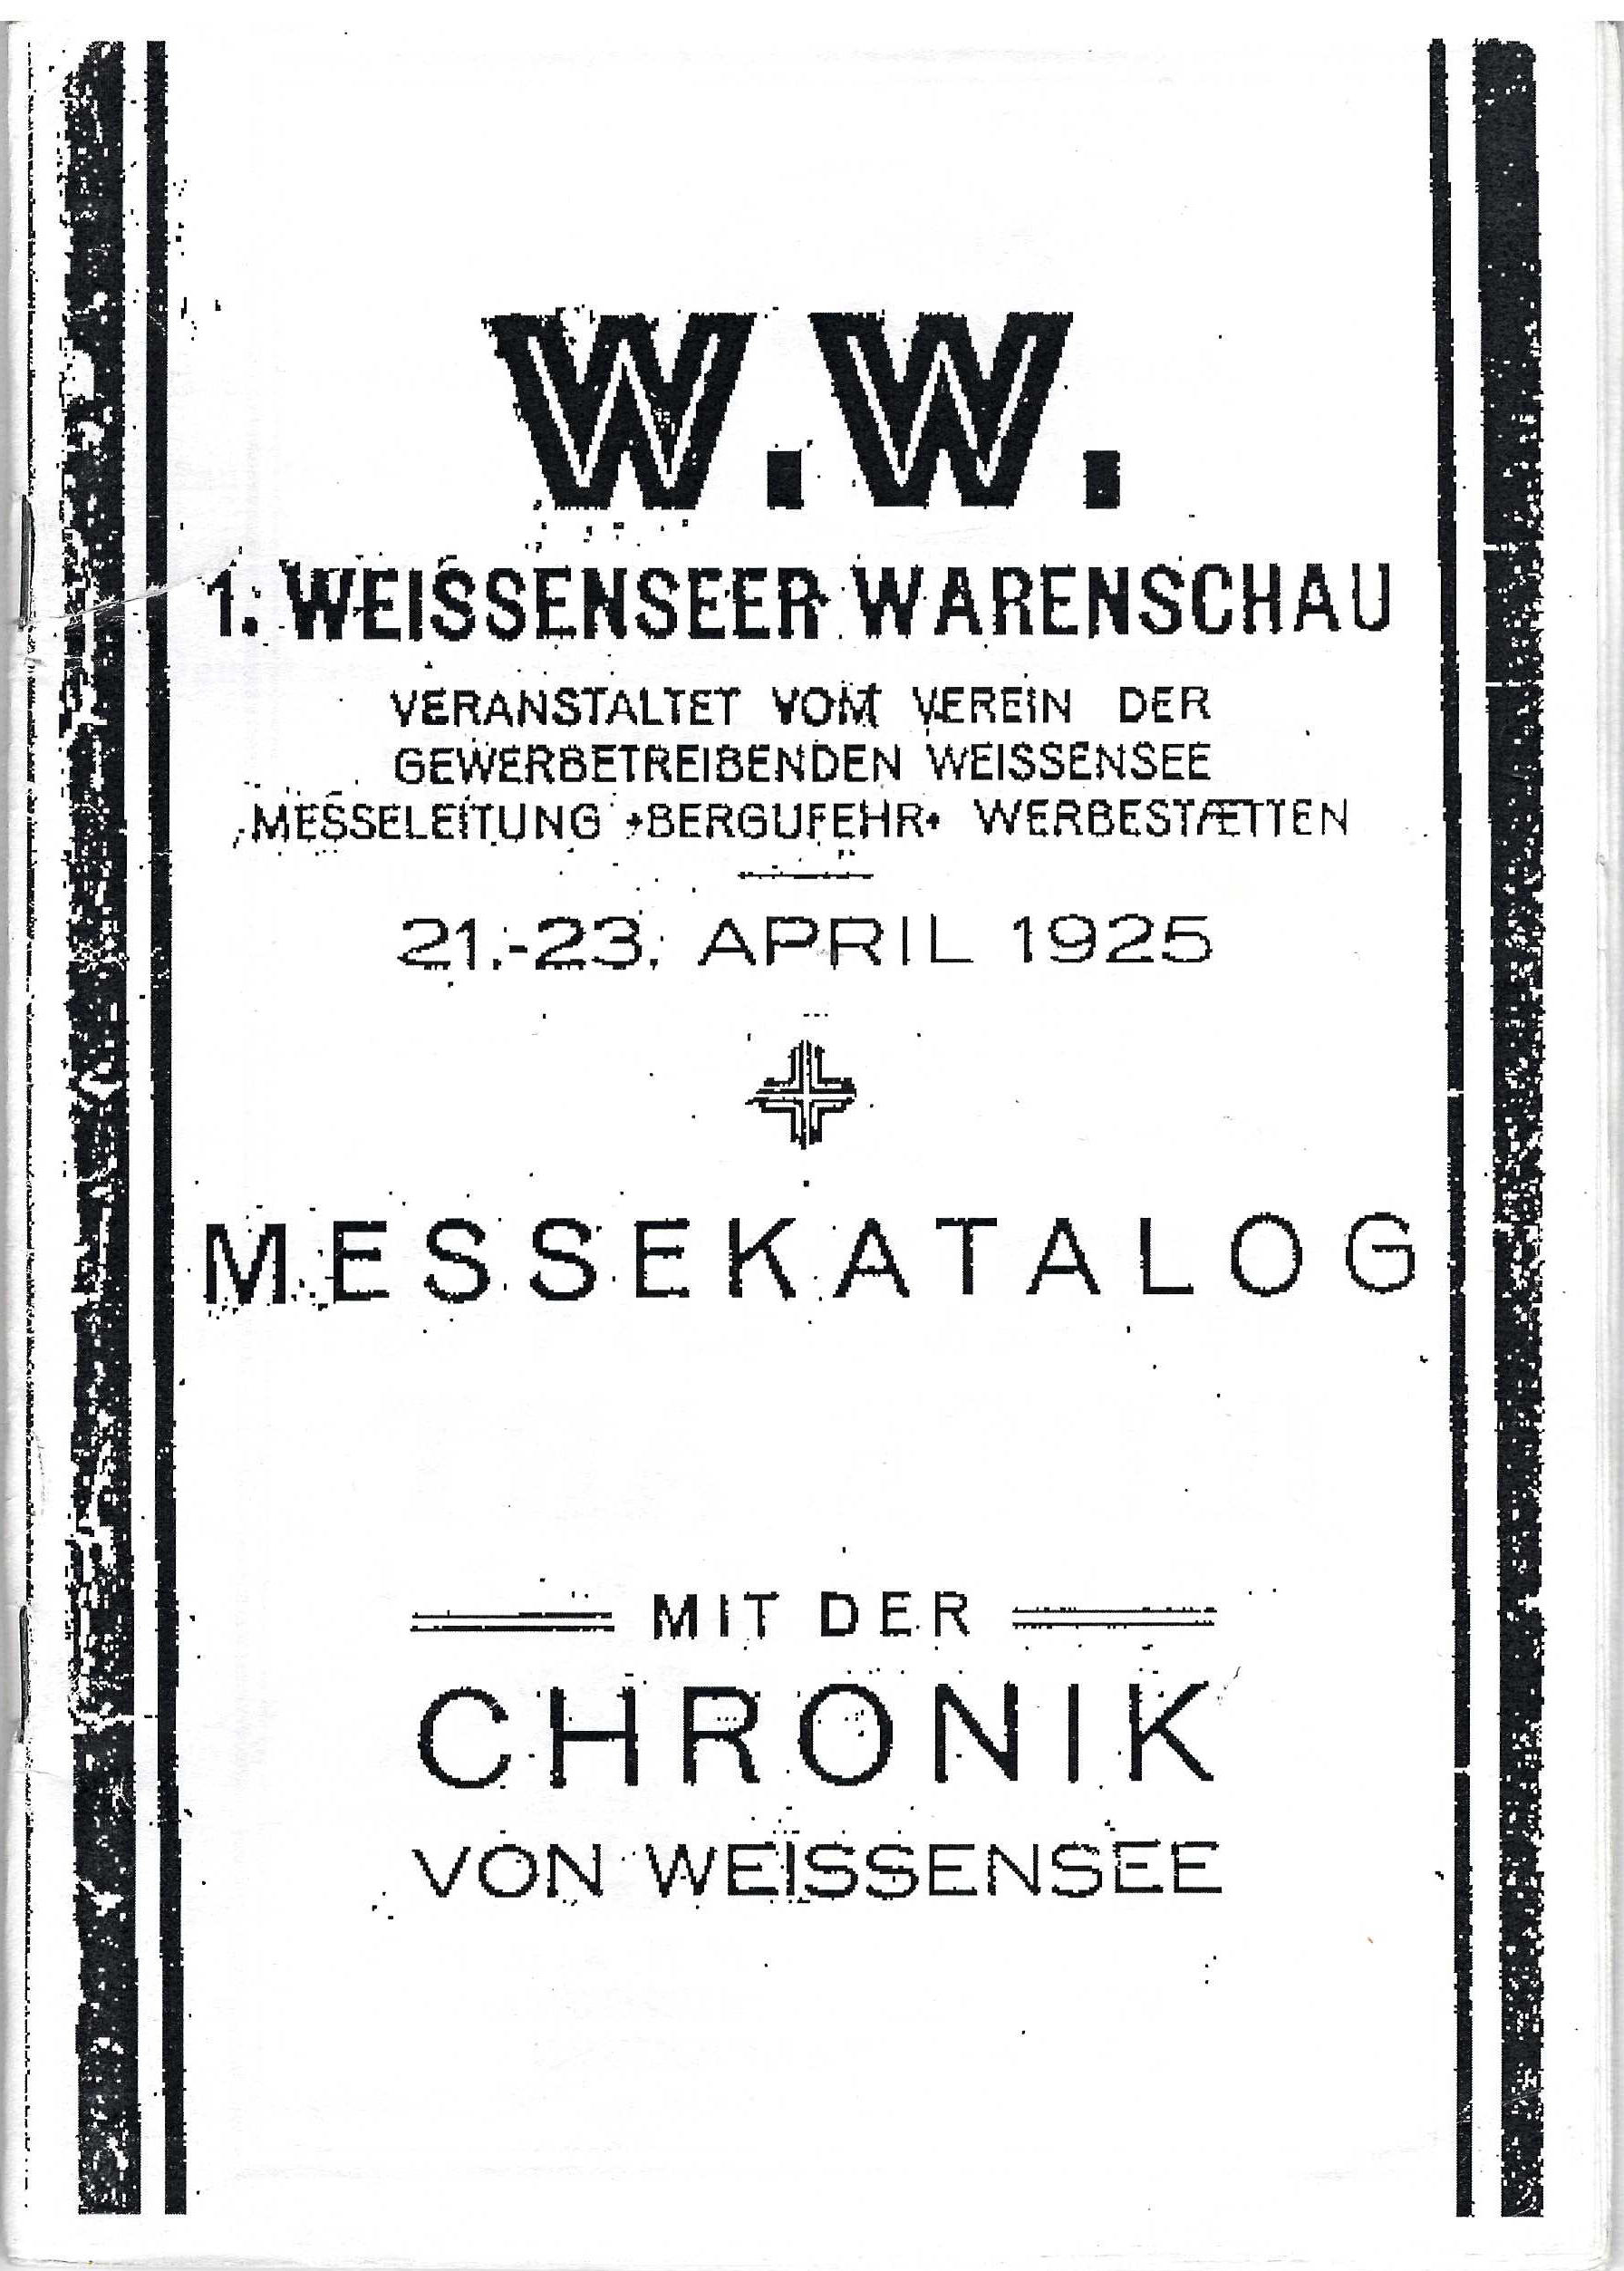 W.W.
1. WEISSENSEER WARENSCHAU
VERANSTALTET VOM VEREIN DER
GEWERBETREIBENDEN WEISSENSEE
MESSELEITUNG •BERGUFEHR• WERBESTÆTTEN
21.-23. APRIL 1925
MESSEKATALOG
MIT DER
CHRONIK
VON WEISSENSEE